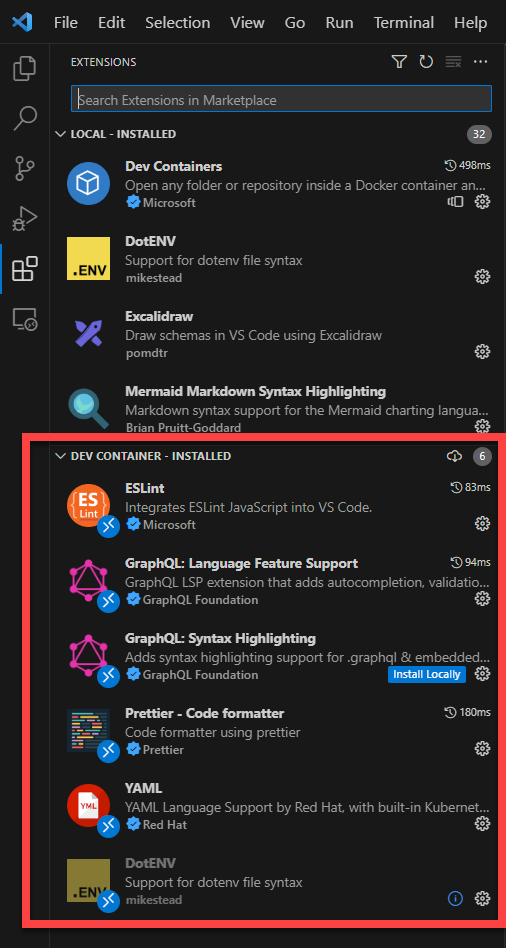 File Edit Selection View Go Run Terminal Help
EXTENSIONS
Search Extensions in Marketplace
LOCAL - INSTALLED 32
Dev Containers 498ms
Open any folder or repository inside a Docker container an...
Microsoft
.ENV
DotENV
Support for dotenv file syntax
mikestead
Excalidraw
Draw schemas in VS Code using Excalidraw
pomdtr
Mermaid Markdown Syntax Highlighting
Markdown syntax support for the Mermaid charting langua...
Brian Pruitt-Goddard
DEV CONTAINER - INSTALLED 6
ES
Lint
ESLint 83ms
Integrates ESLint JavaScript into VS Code.
Microsoft
GraphQL: Language Feature Support 94ms
GraphQL LSP extension that adds autocompletion, validatio...
GraphQL Foundation
GraphQL: Syntax Highlighting
Adds syntax highlighting support for .graphql & embedded...
GraphQL Foundation Install Locally
Prettier - Code formatter 180ms
Code formatter using prettier
Prettier
YML
YAML
YAML Language Support by Red Hat, with built-in Kubernet...
Red Hat
.ENV
DotENV
Support for dotenv file syntax
mikestead